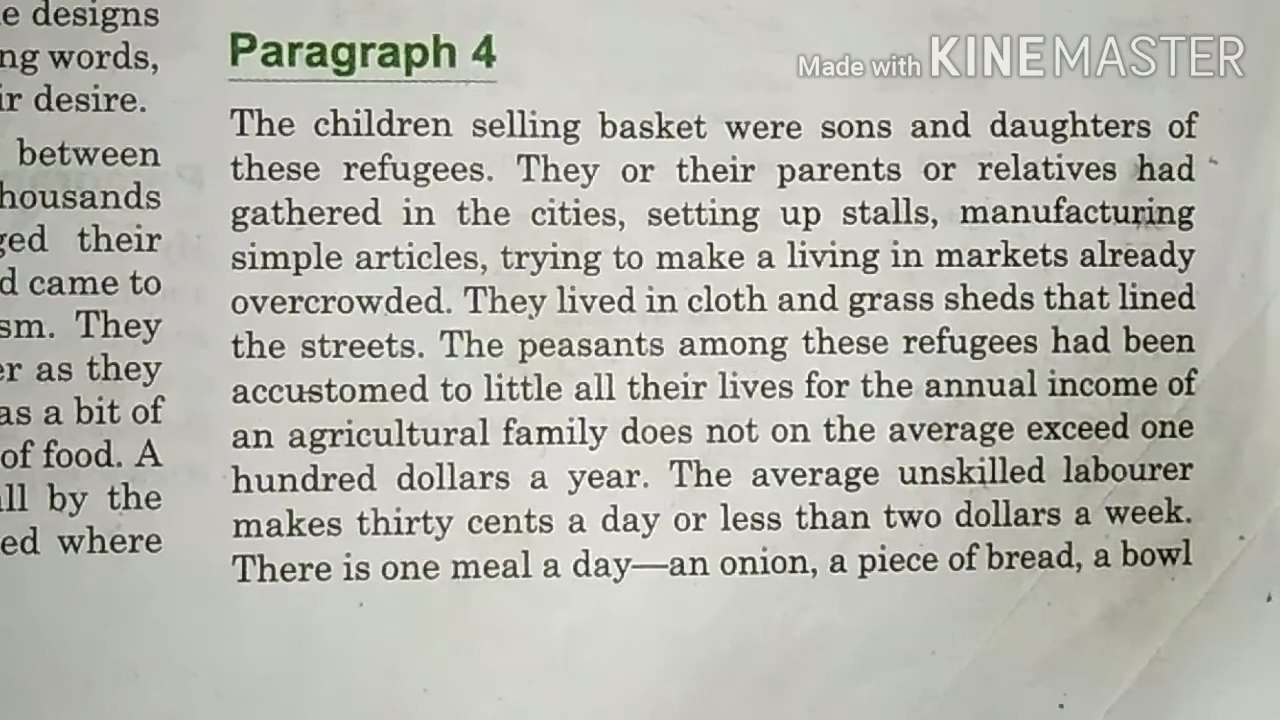 e designs
ng words,
ir desire.
between
housands
ged their
d came to
sm. They
er as they
as a bit of
of food. A
ll by the
ed where
Paragraph 4
Made with KINEMASTER
The children selling basket were sons and daughters of
these refugees. They or their parents or relatives had
gathered in the cities, setting up stalls, manufacturing
simple articles, trying to make a living in markets already
overcrowded. They lived in cloth and grass sheds that lined
the streets. The peasants among these refugees had been
accustomed to little all their lives for the annual income of
an agricultural family does not on the average exceed one
hundred dollars a year. The average unskilled labourer
makes thirty cents a day or less than two dollars a week.
There is one meal a day—an onion, a piece of bread, a bowl